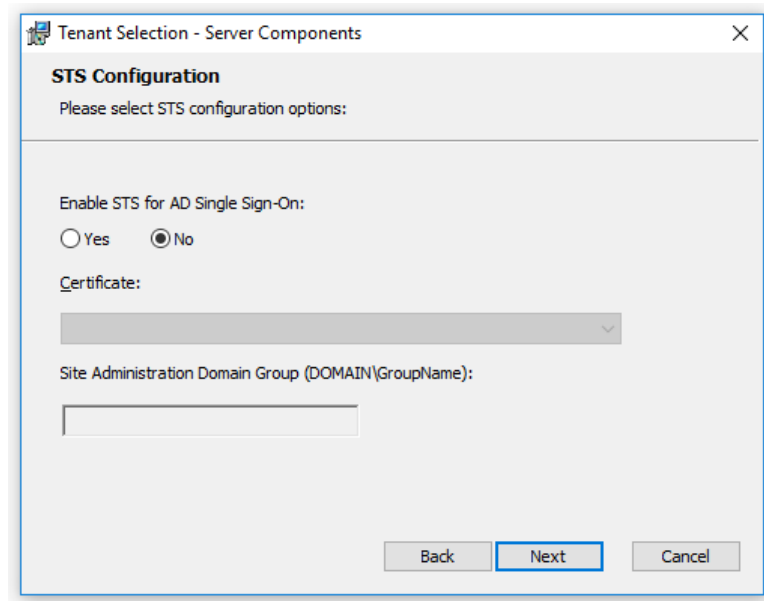 Tenant Selection - Server Components
STS Configuration
Please select STS configuration options:
Enable STS for AD Single Sign-On:
Yes No
Certificate:
Site Administration Domain Group (DOMAIN\GroupName):
Back Next Cancel